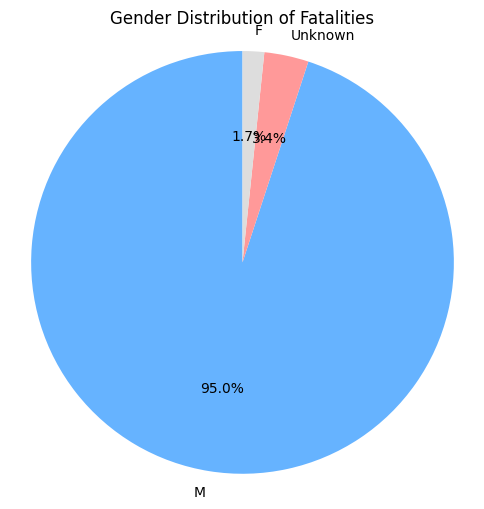 Gender Distribution of Fatalities
F
Unknown
1.7%
3.4%
95.0%
M